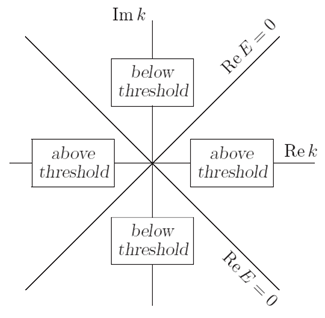 Im k
Re E = 0
below
threshold
above
threshold
above
threshold
Re k
below
threshold
Re E = 0